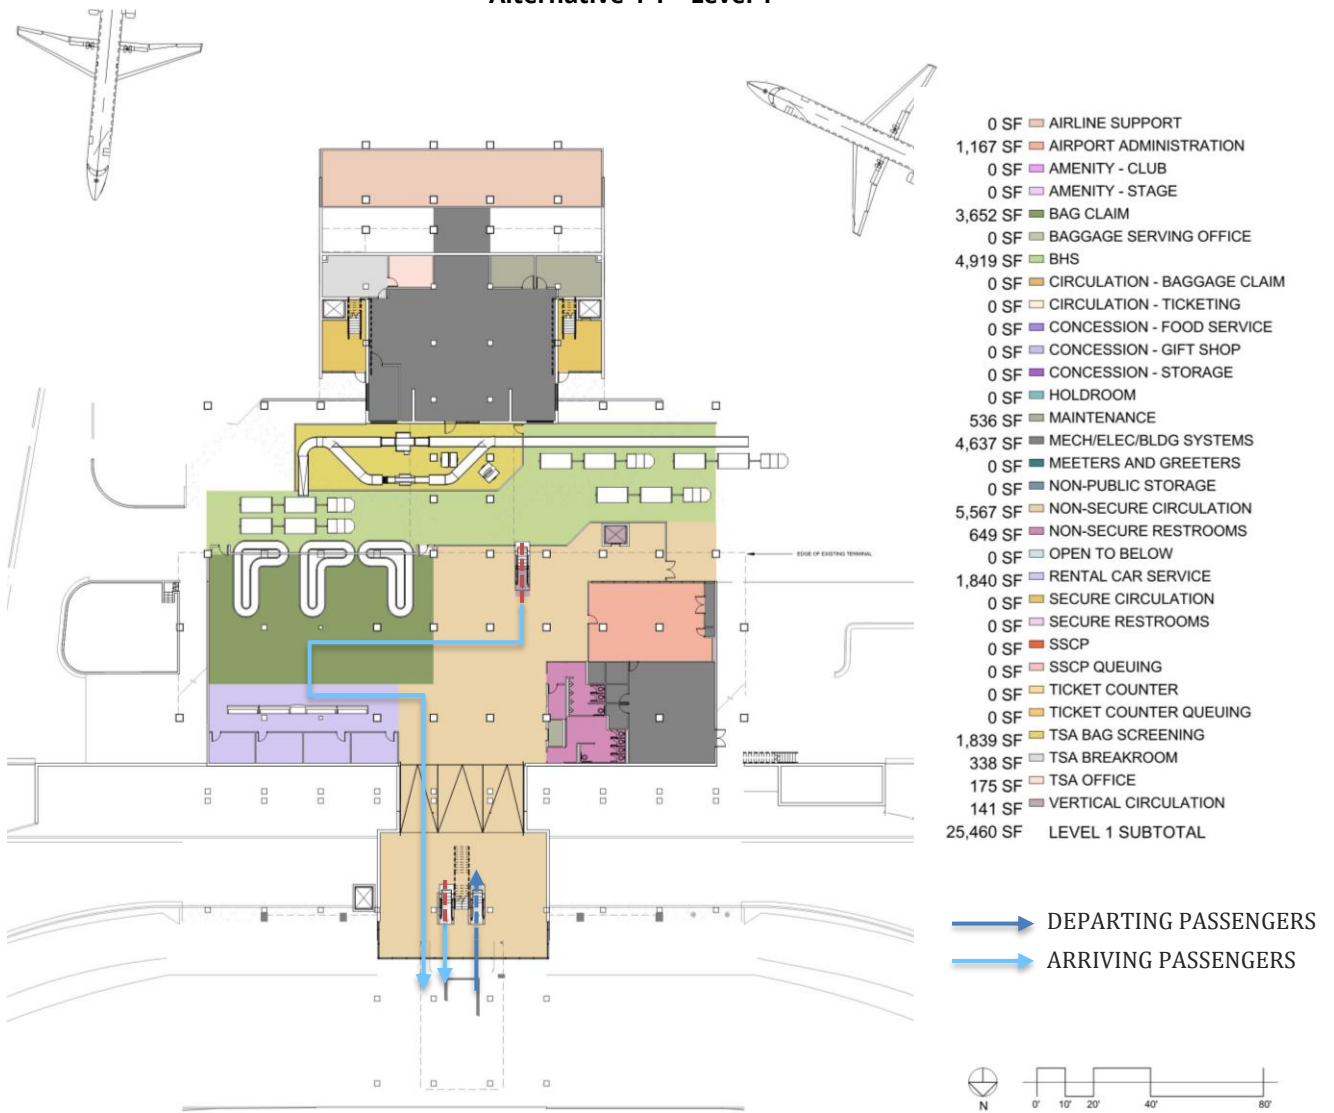 0 SF AIRLINE SUPPORT
1,167 SF AIRPORT ADMINISTRATION
0 SF AMENITY - CLUB
0 SF AMENITY - STAGE
3,652 SF BAG CLAIM
0 SF BAGGAGE SERVING OFFICE
4,919 SF BHS
0 SF CIRCULATION - BAGGAGE CLAIM
0 SF CIRCULATION - TICKETING
0 SF CONCESSION - FOOD SERVICE
0 SF CONCESSION - GIFT SHOP
0 SF CONCESSION - STORAGE
0 SF HOLDROOM
536 SF MAINTENANCE
4,637 SF MECH/ELEC/BLDG SYSTEMS
0 SF MEETERS AND GREETERS
0 SF NON-PUBLIC STORAGE
5,567 SF NON-SECURE CIRCULATION
649 SF NON-SECURE RESTROOMS
0 SF OPEN TO BELOW
1,840 SF RENTAL CAR SERVICE
0 SF SECURE CIRCULATION
0 SF SECURE RESTROOMS
0 SF SSCP
0 SF SSCP QUEUING
0 SF TICKET COUNTER
0 SF TICKET COUNTER QUEUING
1,839 SF TSA BAG SCREENING
338 SF TSA BREAKROOM
175 SF TSA OFFICE
141 SF VERTICAL CIRCULATION
25,460 SF LEVEL 1 SUBTOTAL
EDGE OF EXISTING TERMINAL
DEPARTING PASSENGERS
ARRIVING PASSENGERS
N
0' 10' 20' 40' 80'